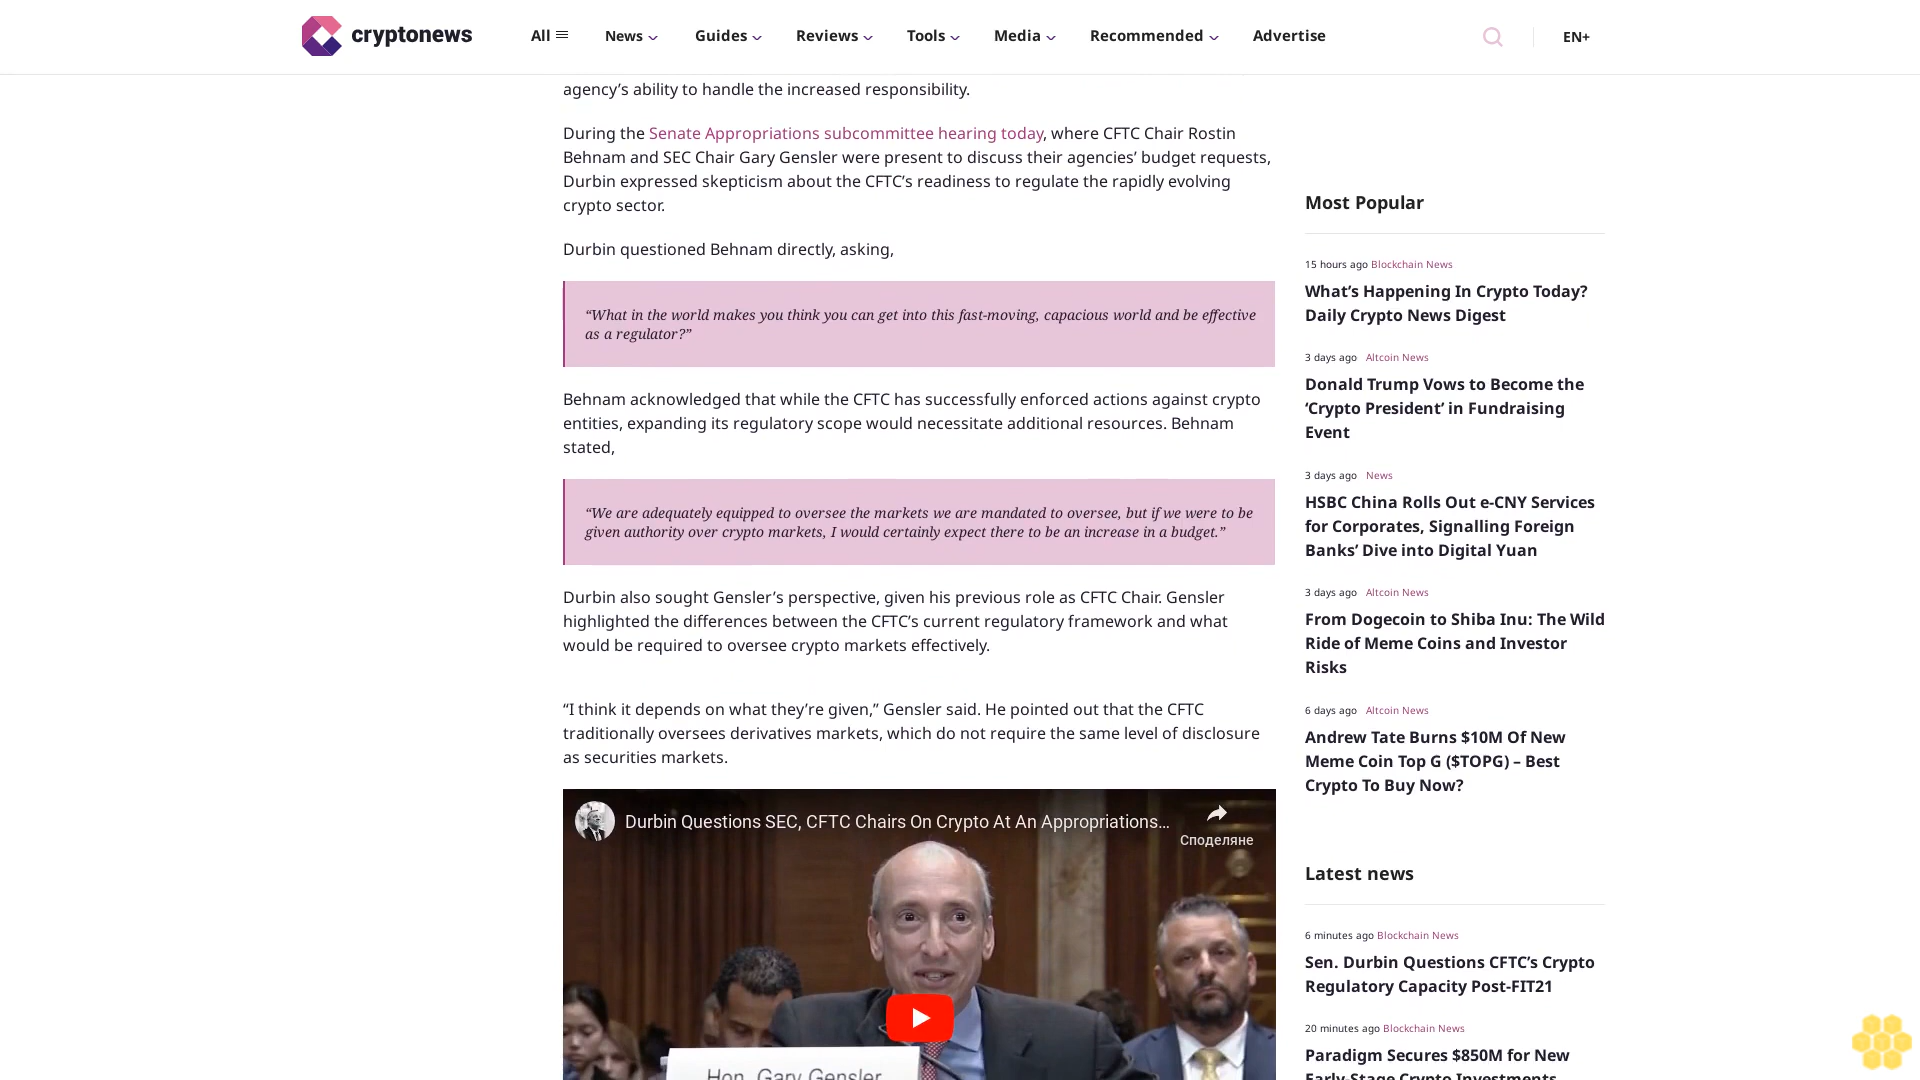 cryptonews
All
News
Guides
Reviews
Tools
Media
Recommended
Advertise
EN+
agency’s ability to handle the increased responsibility.
During the Senate Appropriations subcommittee hearing today, where CFTC Chair Rostin
Behnam and SEC Chair Gary Gensler were present to discuss their agencies’ budget requests,
Durbin expressed skepticism about the CFTC’s readiness to regulate the rapidly evolving
crypto sector.
Durbin questioned Behnam directly, asking,
“What in the world makes you think you can get into this fast-moving, capacious world and be effective
as a regulator?”
Behnam acknowledged that while the CFTC has successfully enforced actions against crypto
entities, expanding its regulatory scope would necessitate additional resources. Behnam
stated,
“We are adequately equipped to oversee the markets we are mandated to oversee, but if we were to be
given authority over crypto markets, I would certainly expect there to be an increase in a budget.”
Durbin also sought Gensler’s perspective, given his previous role as CFTC Chair. Gensler
highlighted the differences between the CFTC’s current regulatory framework and what
would be required to oversee crypto markets effectively.
“I think it depends on what they’re given,” Gensler said. He pointed out that the CFTC
traditionally oversees derivatives markets, which do not require the same level of disclosure
as securities markets.
Durbin Questions SEC, CFTC Chairs On Crypto At An Appropriations...
Споделяне
Hon. Gary Gensler
Most Popular
15 hours ago Blockchain News
What’s Happening In Crypto Today?
Daily Crypto News Digest
3 days ago Altcoin News
Donald Trump Vows to Become the
‘Crypto President’ in Fundraising
Event
3 days ago News
HSBC China Rolls Out e-CNY Services
for Corporates, Signalling Foreign
Banks’ Dive into Digital Yuan
3 days ago Altcoin News
From Dogecoin to Shiba Inu: The Wild
Ride of Meme Coins and Investor
Risks
6 days ago Altcoin News
Andrew Tate Burns $10M Of New
Meme Coin Top G ($TOPG) – Best
Crypto To Buy Now?
Latest news
6 minutes ago Blockchain News
Sen. Durbin Questions CFTC’s Crypto
Regulatory Capacity Post-FIT21
20 minutes ago Blockchain News
Paradigm Secures $850M for New
Early-Stage Crypto Investments